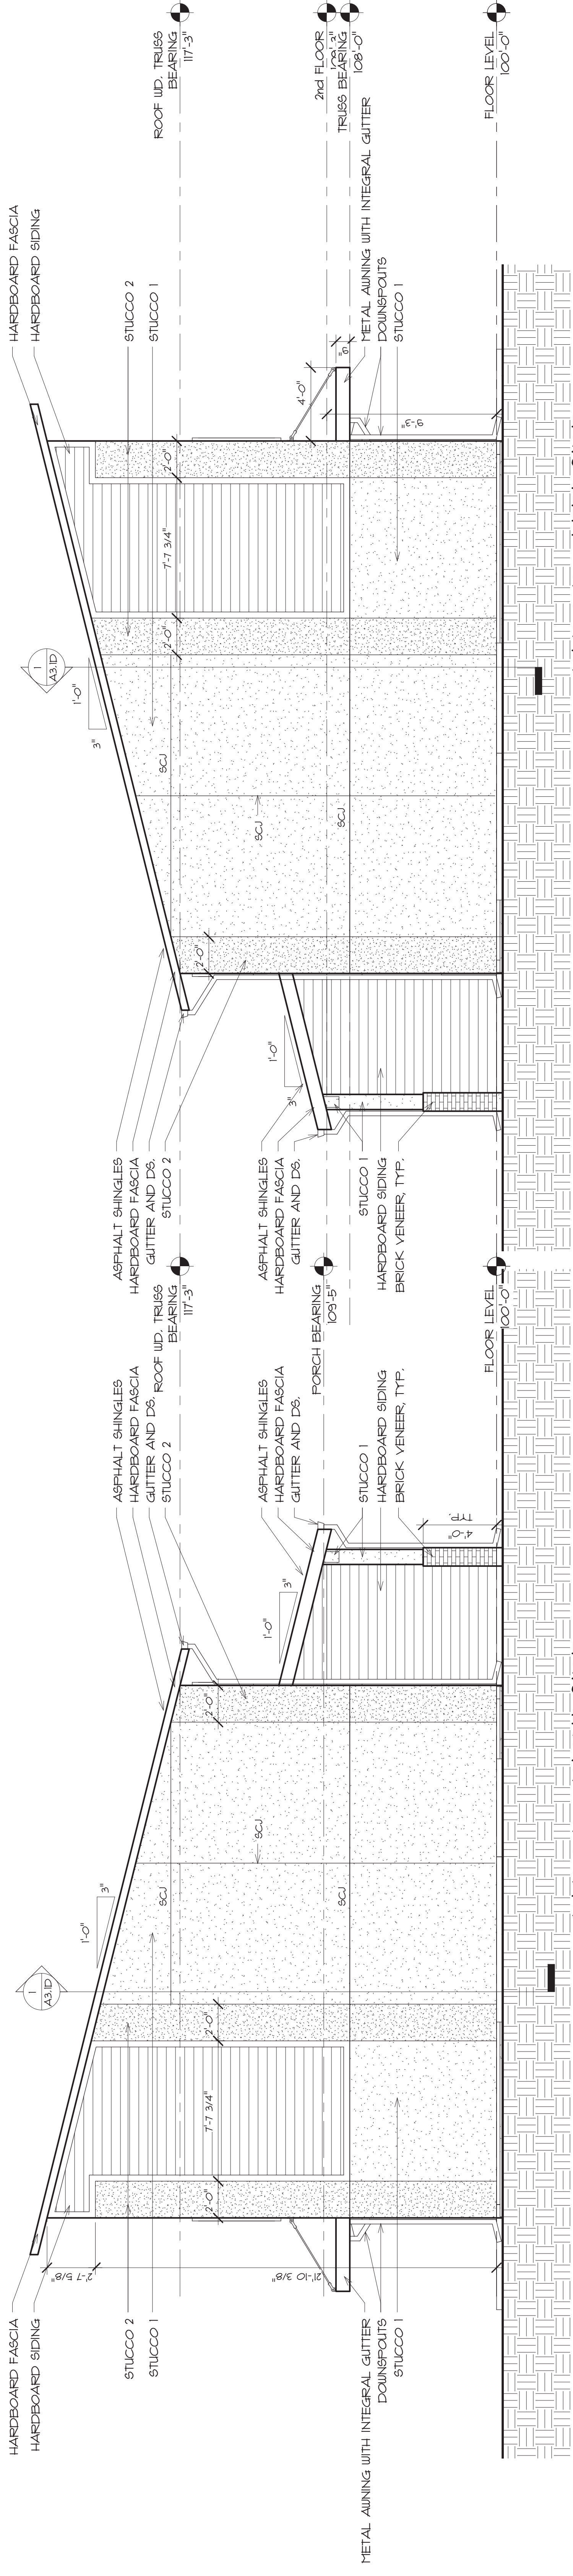 HARDBOARD FASCIA
HARDBOARD SIDING
STUCCO 2
STUCCO 1
METAL AWNING WITH INTEGRAL GUTTER
DOWNSPOUTS
STUCCO 1
2'-7 5/8"
21'-10 3/8"
2'-0"
7'-7 3/4"
2'-0"
1
A3.1D
1'-0"
3"
SCJ
SCJ
SCJ
2'-0"
1'-0"
3"
4'-0"
TYP.
ASPHALT SHINGLES
HARDBOARD FASCIA
GUTTER AND DS.
STUCCO 2
ASPHALT SHINGLES
HARDBOARD FASCIA
GUTTER AND DS.
STUCCO 1
HARDBOARD SIDING
BRICK VENEER, TYP.
ROOF WD. TRUSS
BEARING
117'-3"
PORCH BEARING
109'-5"
FLOOR LEVEL
100'-0"
ASPHALT SHINGLES
HARDBOARD FASCIA
GUTTER AND DS.
STUCCO 2
ASPHALT SHINGLES
HARDBOARD FASCIA
GUTTER AND DS.
STUCCO 1
HARDBOARD SIDING
BRICK VENEER, TYP.
1'-0"
3"
2'-0"
SCJ
SCJ
SCJ
1'-0"
3"
1
A3.1D
2'-0"
7'-7 3/4"
2'-0"
4'-0"
9"
9'-3"
HARDBOARD FASCIA
HARDBOARD SIDING
STUCCO 2
STUCCO 1
METAL AWNING WITH INTEGRAL GUTTER
DOWNSPOUTS
STUCCO 1
ROOF WD. TRUSS
BEARING
117'-3"
2nd FLOOR
109'-3"
TRUSS BEARING
108'-0"
FLOOR LEVEL
100'-0"